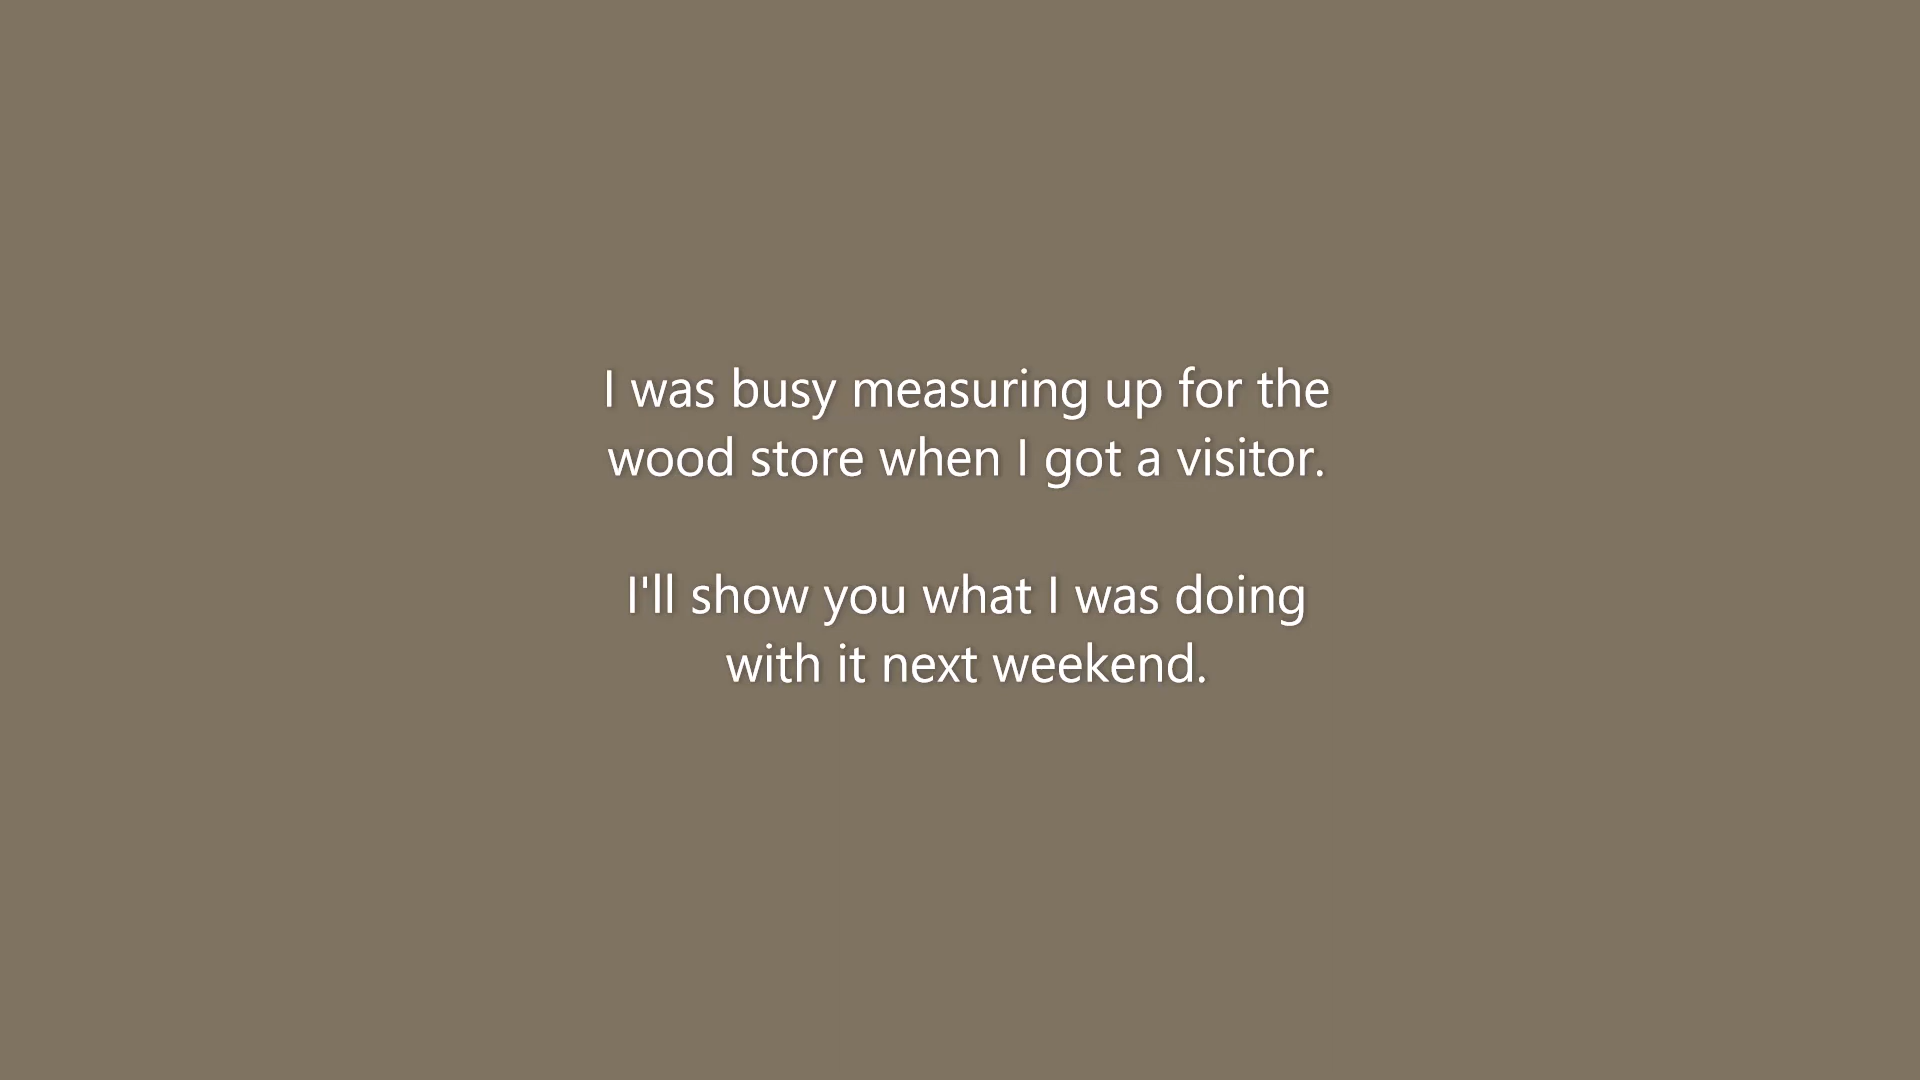 I was busy measuring up for the
wood store when I got a visitor.
I'll show you what I was doing
with it next weekend.